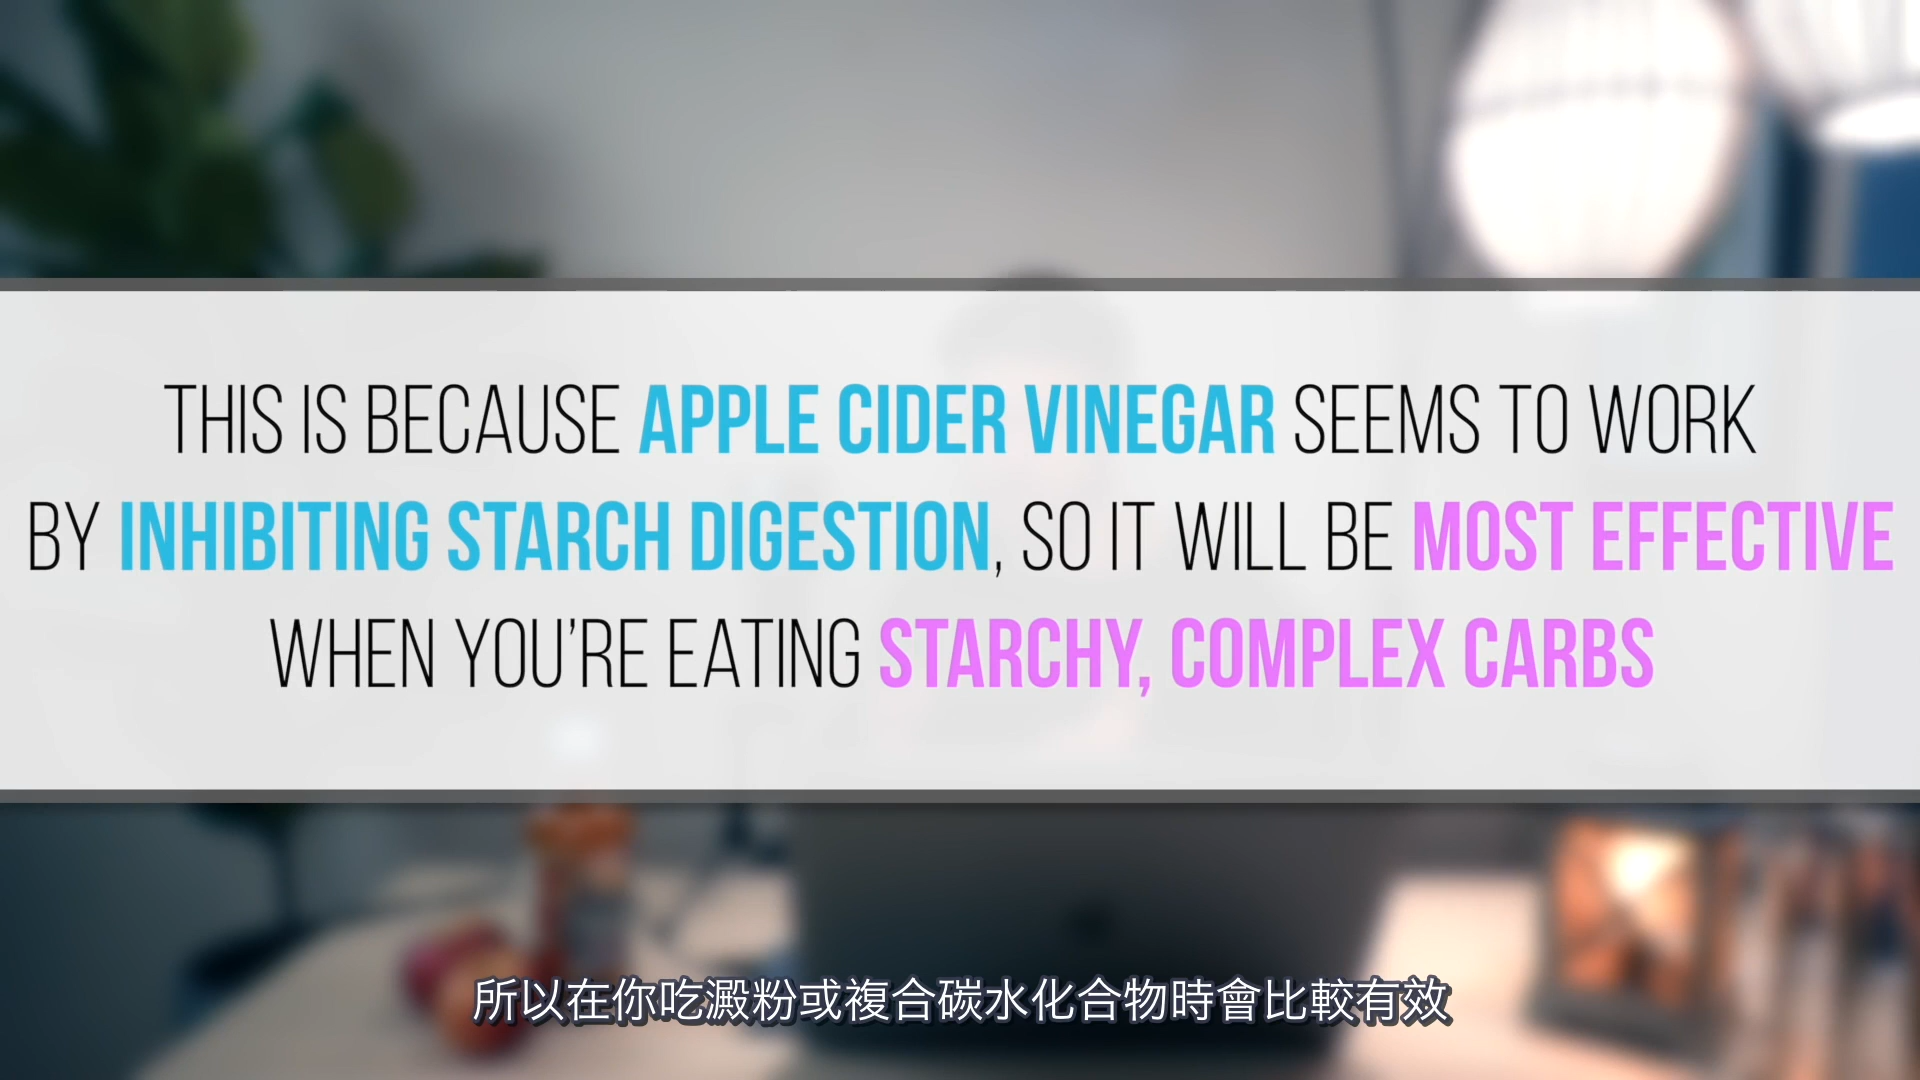 THIS IS BECAUSE APPLE CIDER VINEGAR SEEMS TO WORK
BY INHIBITING STARCH DIGESTION, SO IT WILL BE MOST EFFECTIVE
WHEN YOU'RE EATING STARCHY, COMPLEX CARBS
所以在你吃澱粉或複合碳水化合物時會比較有效